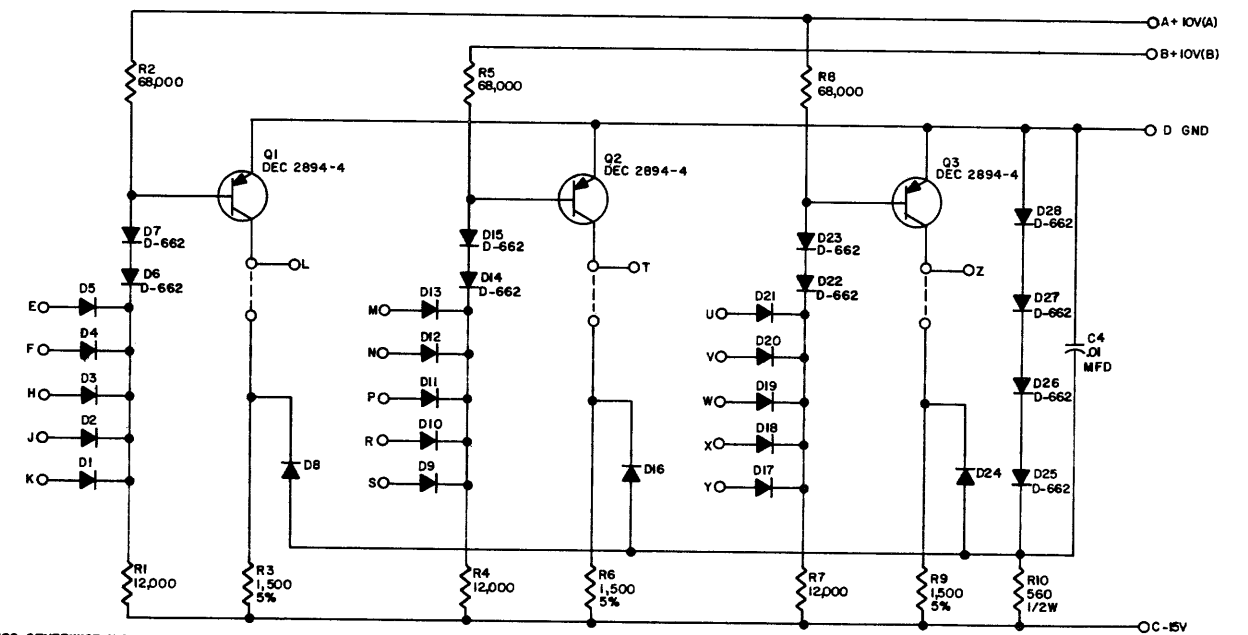 A+10V(A)
B+10V(B)
R2
68,000
R5
68,000
R8
68,000
D GND
Q1
DEC 2894-4
Q2
DEC 2894-4
Q3
DEC 2894-4
D7
D-662
D15
D-662
D23
D-662
D28
D-662
D6
D-662
D14
D-662
D22
D-662
L
T
Z
E
D5
M
D13
U
D21
D27
D-662
F
D4
N
D12
V
D20
C4
.01
MFD
H
D3
P
D11
W
D19
D26
D-662
J
D2
R
D10
X
D18
K
D1
S
D9
Y
D17
D8
D16
D24
D25
D-662
R1
12,000
R3
1,500
5%
R4
12,000
R6
1,500
5%
R7
12,000
R9
1,500
5%
R10
560
1/2W
C-15V